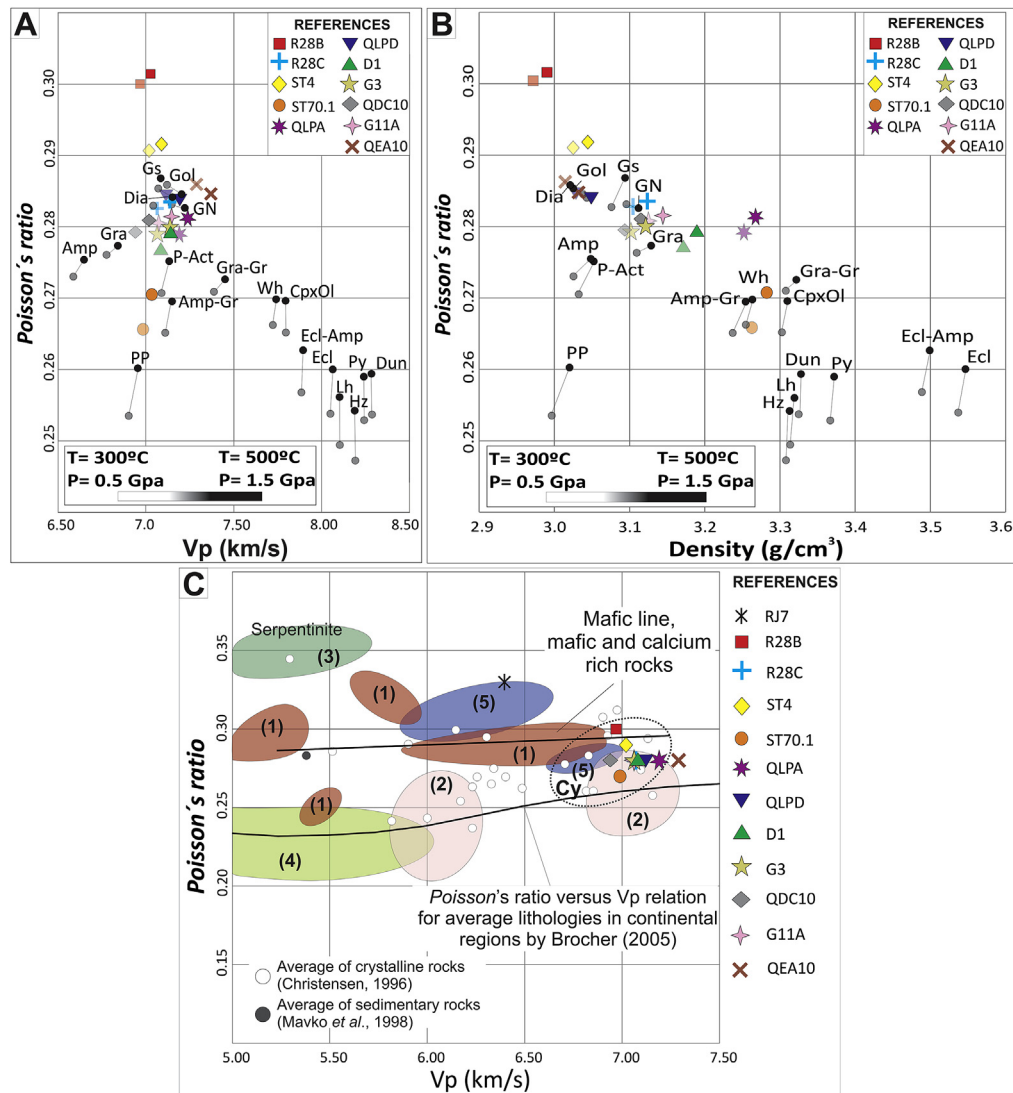 A
REFERENCES
R28B
QLPD
R28C
D1
ST4
G3
ST70.1
QDC10
QLPA
G11A
QEA10
Poisson´s ratio
0.30
0.29
0.28
0.27
0.26
0.25
Gs
Gol
Dia
GN
Gra
Amp
P-Act
Gra-Gr
Amp-Gr
Wh
CpxOl
PP
Ecl-Amp
Ecl
Py
Dun
Lh
Hz
T= 300ºC
T= 500ºC
P= 0.5 Gpa
P= 1.5 Gpa
6.50
7.0
7.50
8.00
8.50
Vp (km/s)
B
REFERENCES
R28B
QLPD
R28C
D1
ST4
G3
ST70.1
QDC10
QLPA
G11A
QEA10
Poisson´s ratio
0.30
0.29
0.28
0.27
0.26
0.25
Gol
Gs
Dia
GN
Gra
Amp
P-Act
Wh
Gra-Gr
Amp-Gr
CpxOl
PP
Ecl-Amp
Ecl
Dun
Py
Lh
Hz
T= 300ºC
T= 500ºC
P= 0.5 Gpa
P= 1.5 Gpa
2.9
3.0
3.1
3.2
3.3
3.4
3.5
3.6
Density (g/cm³)
C
REFERENCES
RJ7
R28B
R28C
ST4
ST70.1
QLPA
QLPD
D1
G3
QDC10
G11A
QEA10
Mafic line,
mafic and calcium
rich rocks
Serpentinite
(3)
(1)
(1)
(5)
(1)
(5)
Cy
(2)
(2)
(1)
(4)
Poisson´s ratio
0.35
0.30
0.25
0.20
0.15
Poisson's ratio versus Vp relation
for average lithologies in continental
regions by Brocher (2005)
Average of crystalline rocks
(Christensen, 1996)
Average of sedimentary rocks
(Mavko et al., 1998)
5.00
5.50
6.00
6.50
7.00
7.50
Vp (km/s)